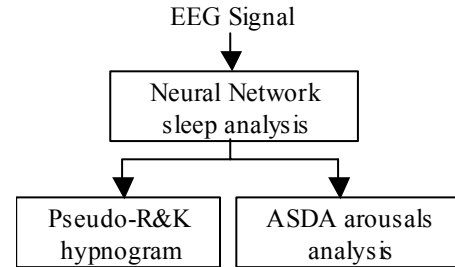 EEG Signal
Neural Network
sleep analysis
Pseudo-R&K
hypnogram
ASDA arousals
analysis